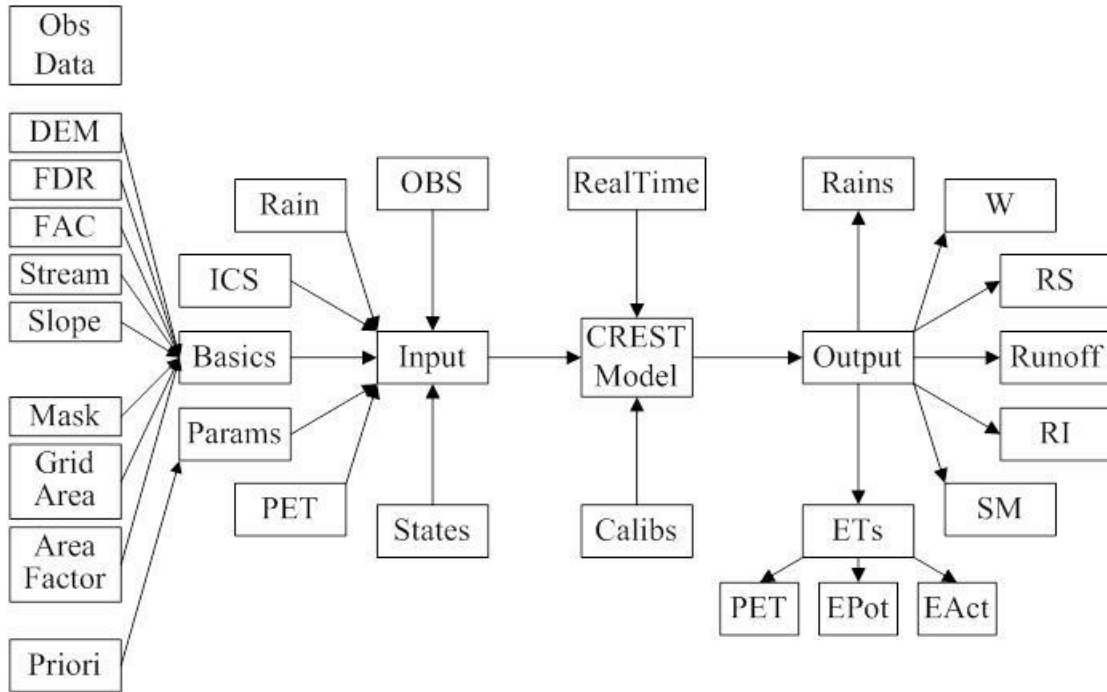 Obs
Data
DEM
FDR
FAC
Stream
Slope
Mask
Grid
Area
Area
Factor
Priori
Rain
ICS
Basics
Params
PET
OBS
Input
States
RealTime
CREST
Model
Calibs
Rains
Output
ETs
PET
EPot
EAct
W
RS
Runoff
RI
SM